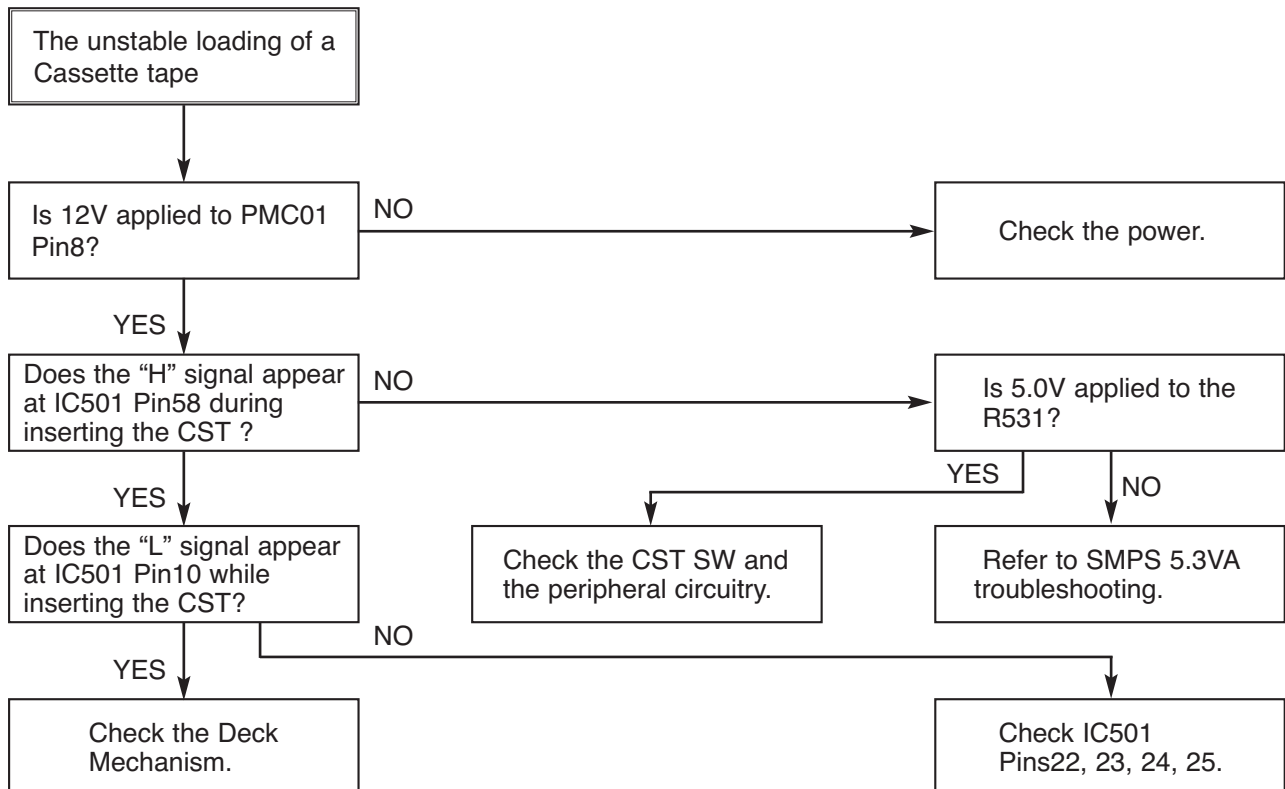 The unstable loading of a
Cassette tape
Is 12V applied to PMC01
Pin8?
NO
Check the power.
YES
Does the “H” signal appear
at IC501 Pin58 during
inserting the CST ?
NO
Is 5.0V applied to the
R531?
YES
YES
NO
Does the “L” signal appear
at IC501 Pin10 while
inserting the CST?
Check the CST SW and
the peripheral circuitry.
Refer to SMPS 5.3VA
troubleshooting.
NO
YES
Check the Deck
Mechanism.
Check IC501
Pins22, 23, 24, 25.